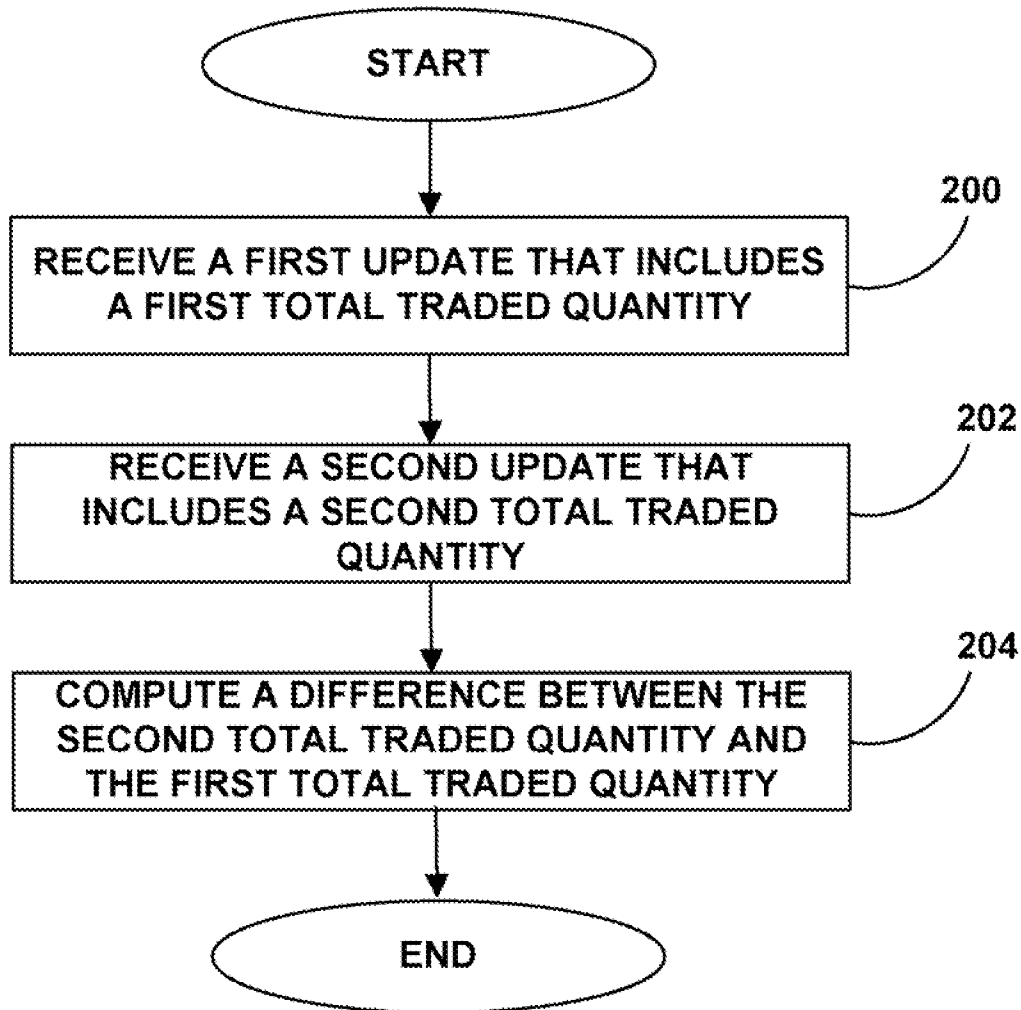 START
200
RECEIVE A FIRST UPDATE THAT INCLUDES
A FIRST TOTAL TRADED QUANTITY
202
RECEIVE A SECOND UPDATE THAT
INCLUDES A SECOND TOTAL TRADED
QUANTITY
204
COMPUTE A DIFFERENCE BETWEEN THE
SECOND TOTAL TRADED QUANTITY AND
THE FIRST TOTAL TRADED QUANTITY
END